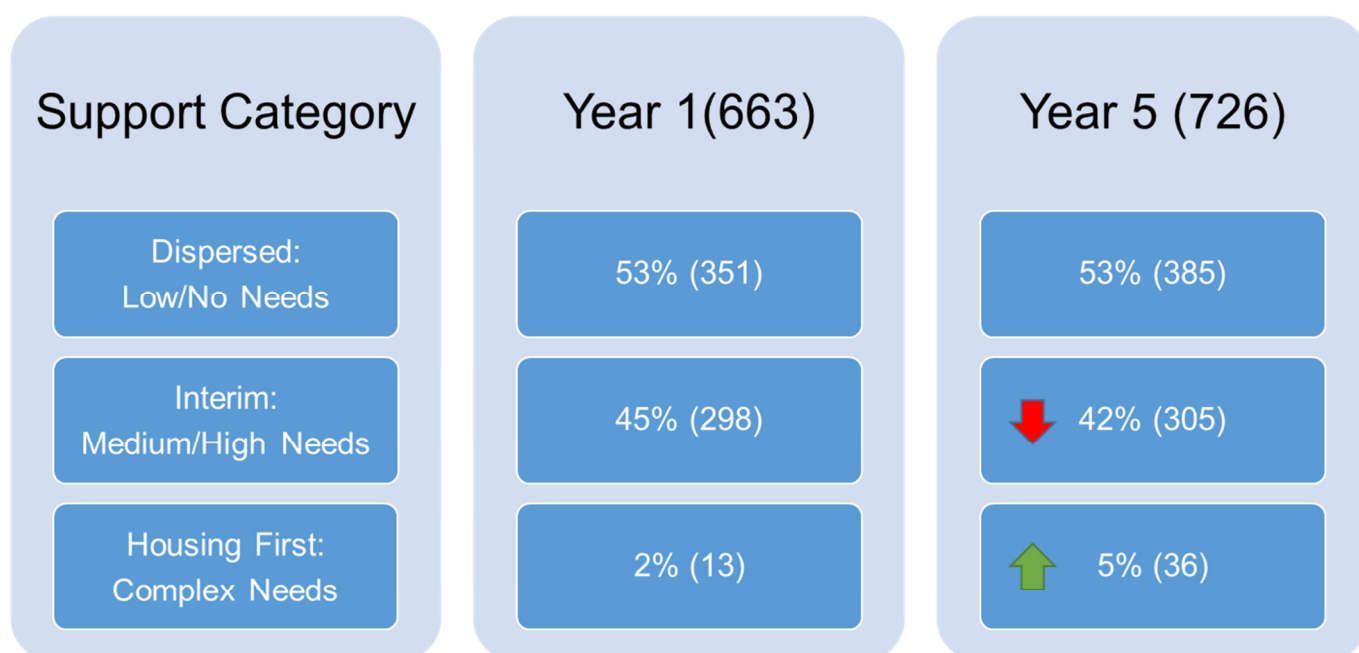 Support Category
Year 1(663)
Year 5 (726)
Dispersed:
Low/No Needs
53% (351)
53% (385)
Interim:
Medium/High Needs
45% (298)
42% (305)
Housing First:
Complex Needs
2% (13)
5% (36)